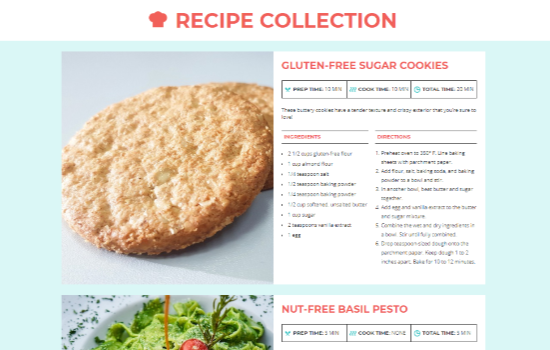 RECIPE COLLECTION
GLUTEN-FREE SUGAR COOKIES
PREP TIME: 10 MIN COOK TIME: 10 MIN TOTAL TIME: 20 MIN
These buttery cookies have a tender texture and crispy exterior that you're sure to
love!
INGREDIENTS
2 1/2 cups gluten-free flour
1 cup almond flour
1/4 teaspoon salt
1/2 teaspoon baking powder
1/4 teaspoon baking powder
1/2 cup softened, unsalted butter
1 cup sugar
2 teaspoons vanilla extract
1 egg
DIRECTIONS
1. Preheat oven to 350° F. Line baking
sheets with parchment paper.
2. Add flour, salt, baking soda, and baking
powder to a bowl and stir.
3. In another bowl, beat butter and sugar
together.
4. Add egg and vanilla extract to the butter
and sugar mixture.
5. Combine the wet and dry ingredients in
a bowl. Stir until fully combined.
6. Drop teaspoon-sized dough onto the
parchment paper. Keep dough 1 to 2
inches apart. Bake for 10 to 12 minutes.
NUT-FREE BASIL PESTO
PREP TIME: 5 MIN COOK TIME: NONE TOTAL TIME: 5 MIN